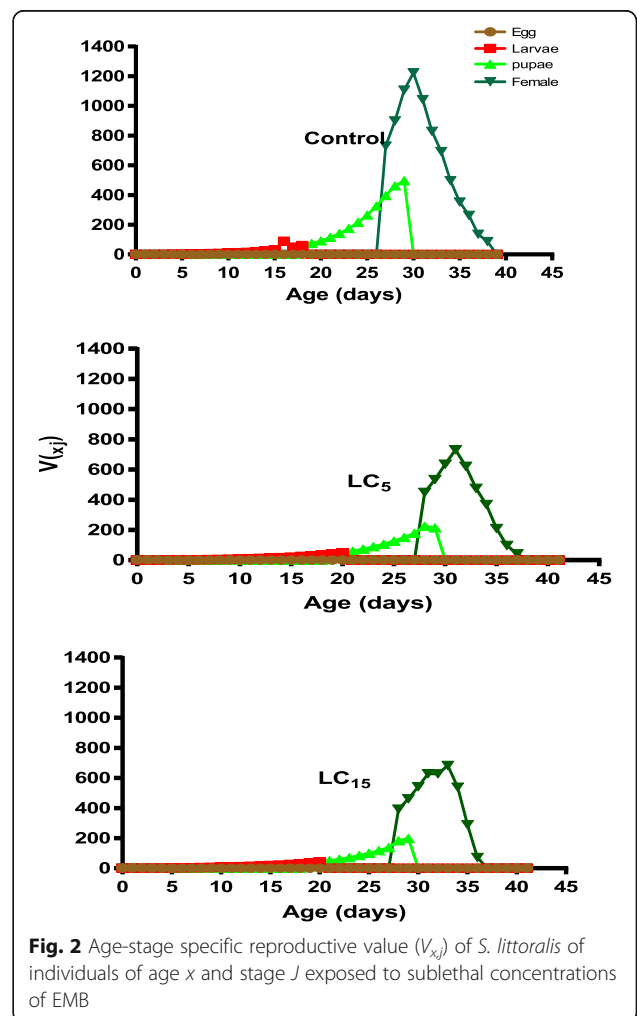 Egg
Larvae
pupae
Female
1400
1200
1000
800
600
400
200
0
Control
0 5 10 15 20 25 30 35 40 45
Age (days)
V(xj)
1400
1200
1000
800
600
400
200
0
LC5
0 5 10 15 20 25 30 35 40 45
Age (days)
1400
1200
1000
800
600
400
200
0
LC15
0 5 10 15 20 25 30 35 40 45
Age (days)
Fig. 2 Age-stage specific reproductive value (Vx,j) of S. littoralis of
individuals of age x and stage J exposed to sublethal concentrations
of EMB